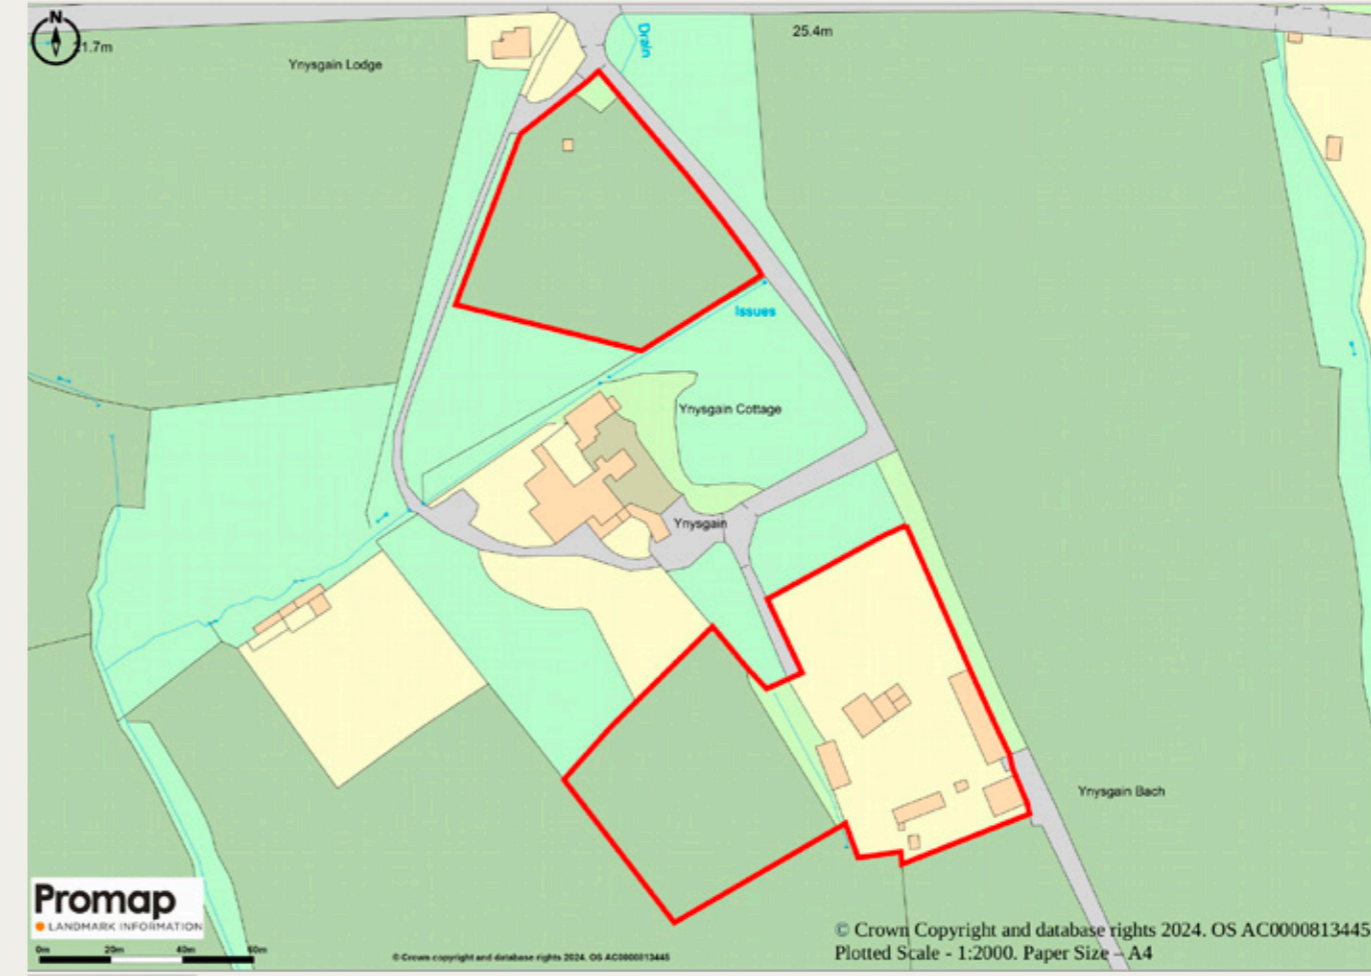 N
21.7m
Ynysgain Lodge
Drain
25.4m
Issues
Ynysgain Cottage
Ynysgain
Ynysgain Bach
Promap
LANDMARK INFORMATION
0m 20m 40m 60m
© Crown copyright and database rights 2024. OS AC0000813445
© Crown Copyright and database rights 2024. OS AC0000813445
Plotted Scale - 1:2000. Paper Size - A4